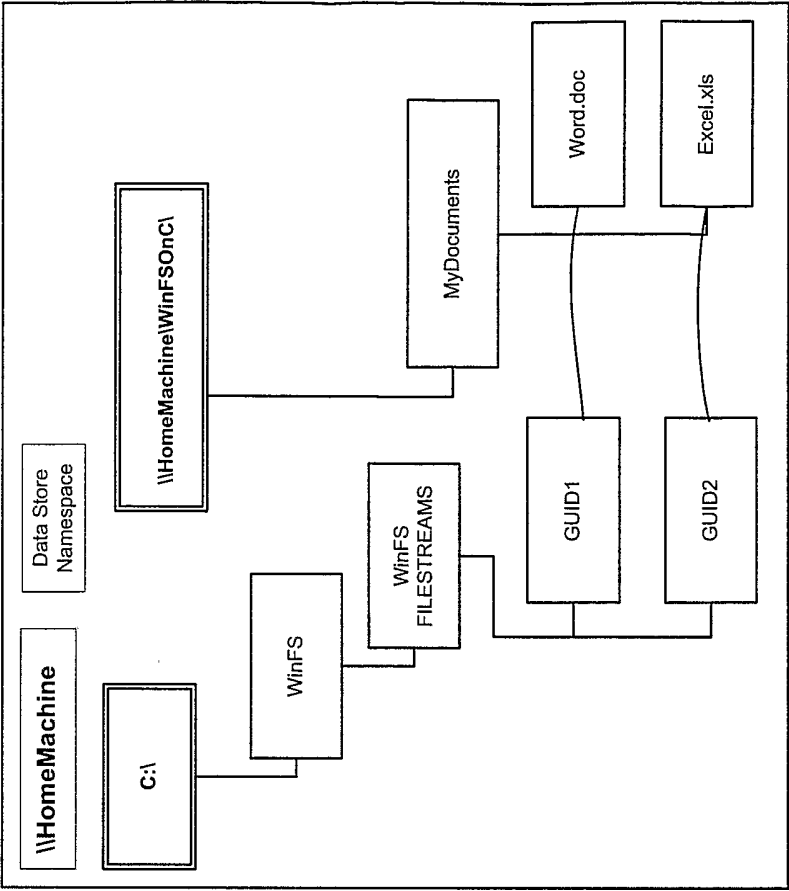 \\HomeMachine
Data Store
Namespace
C:\
\\HomeMachine\WinFSOnC\
WinFS
WinFS
FILESTREAMS
MyDocuments
GUID1
Word.doc
GUID2
Excel.xls